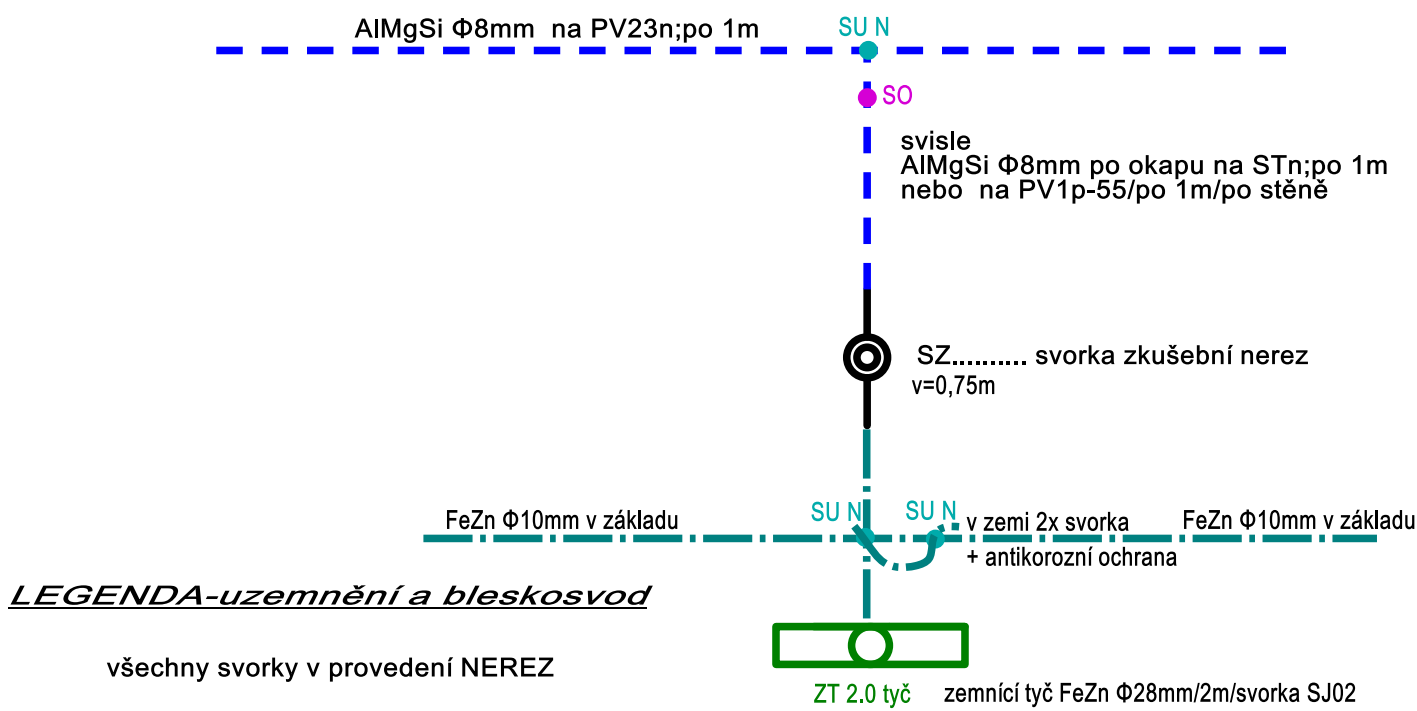 AlMgSi Φ8mm na PV23n;po 1m
SU N
SO
svisle
AlMgSi Φ8mm po okapu na STn;po 1m
nebo na PV1p-55/po 1m/po stěně
SZ.......... svorka zkušební nerez
v=0,75m
FeZn Φ10mm v základu
SU N
SU N
v zemi 2x svorka
+ antikorozní ochrana
FeZn Φ10mm v základu
LEGENDA-uzemnění a bleskosvod
všechny svorky v provedení NEREZ
ZT 2.0 tyč
zemnící tyč FeZn Φ28mm/2m/svorka SJ02